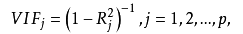 VIF_j = (1 − R_j^2)^{−1}, j = 1, 2, ..., p,